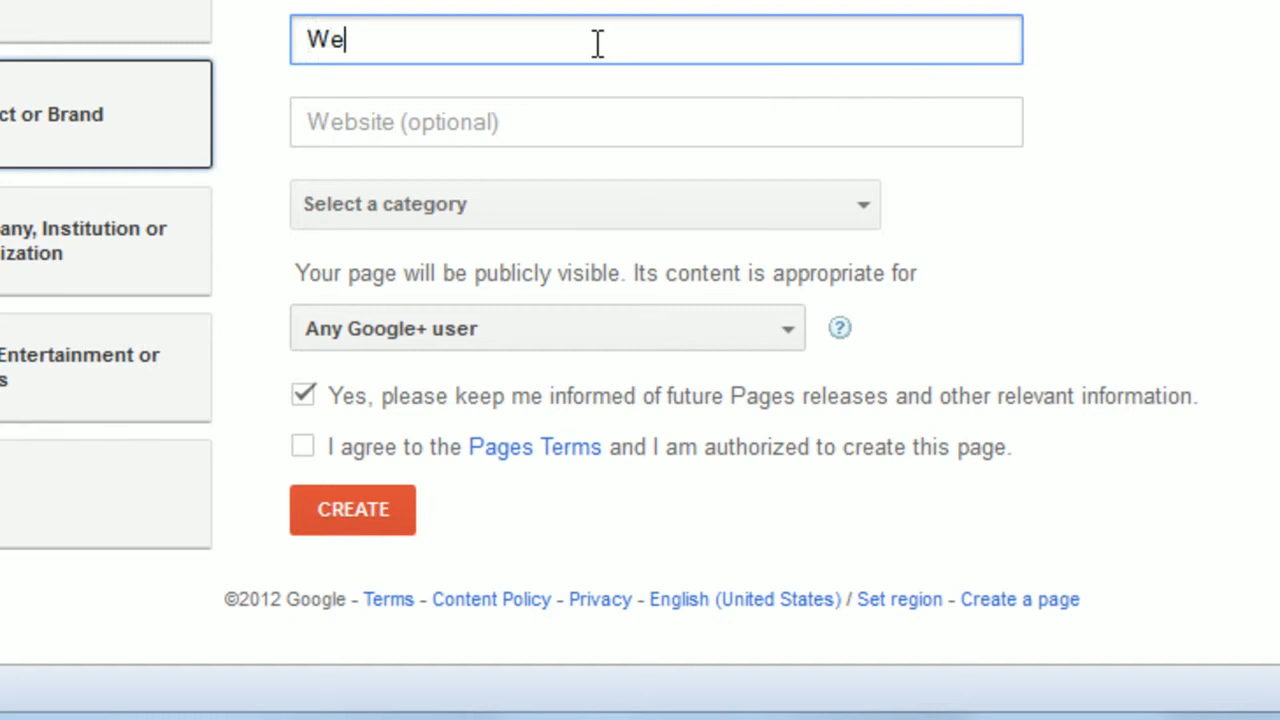 We
ct or Brand
Website (optional)
any, Institution or
ization
Select a category
Your page will be publicly visible. Its content is appropriate for
Any Google+ user
?
Entertainment or
s
Yes, please keep me informed of future Pages releases and other relevant information.
I agree to the Pages Terms and I am authorized to create this page.
CREATE
©2012 Google - Terms - Content Policy - Privacy - English (United States) / Set region - Create a page